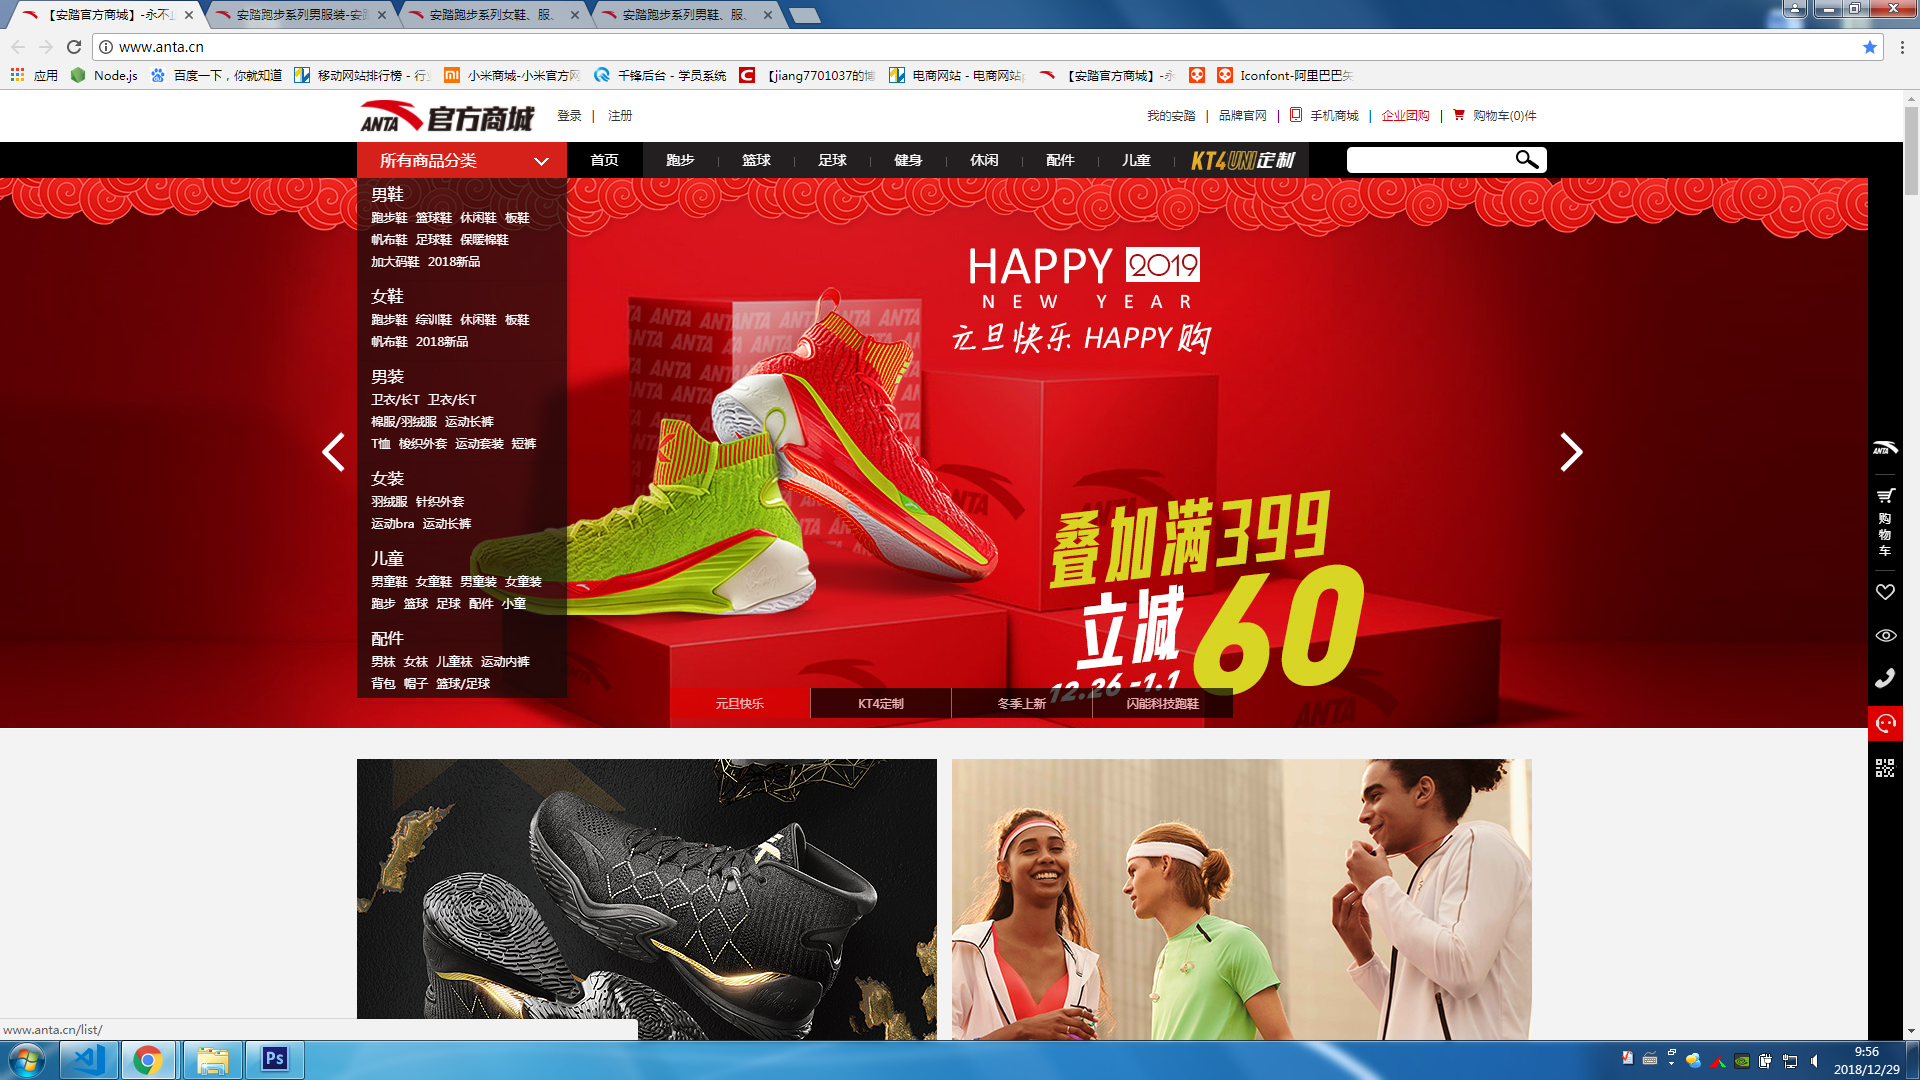 【安踏官方商城】-永不止
安踏跑步系列男服装-安踏
安踏跑步系列女鞋、服、
安踏跑步系列男鞋、服、
www.anta.cn
应用
Node.js
百度一下，你就知道
移动网站排行榜 - 行业
小米商城-小米官方网
千锋后台 - 学员系统
【jiang7701037的博
电商网站 - 电商网站
【安踏官方商城】-永
Iconfont-阿里巴巴矢
ANTA 官方商城
登录 | 注册
我的安踏 | 品牌官网 | 手机商城 | 企业团购 | 购物车(0)件
所有商品分类
首页 跑步 | 篮球 | 足球 | 健身 | 休闲 | 配件 | 儿童 | KT4UNI定制
男鞋
跑步鞋 篮球鞋 休闲鞋 板鞋
帆布鞋 足球鞋 保暖棉鞋
加大码鞋 2018新品
女鞋
跑步鞋 综训鞋 休闲鞋 板鞋
帆布鞋 2018新品
男装
卫衣/长T 卫衣/长T
棉服/羽绒服 运动长裤
T恤 梭织外套 运动套装 短裤
女装
羽绒服 针织外套
运动bra 运动长裤
儿童
男童鞋 女童鞋 男童装 女童装
跑步 篮球 足球 配件 小童
配件
男袜 女袜 儿童袜 运动内裤
背包 帽子 篮球/足球
HAPPY 2019
NEW YEAR
元旦快乐 HAPPY购
叠加满399
立减60
12.26-1.1
元旦快乐
KT4定制
冬季上新
闪能科技跑鞋
ANTA
购物车
www.anta.cn/list/
Ps
9:56
2018/12/29